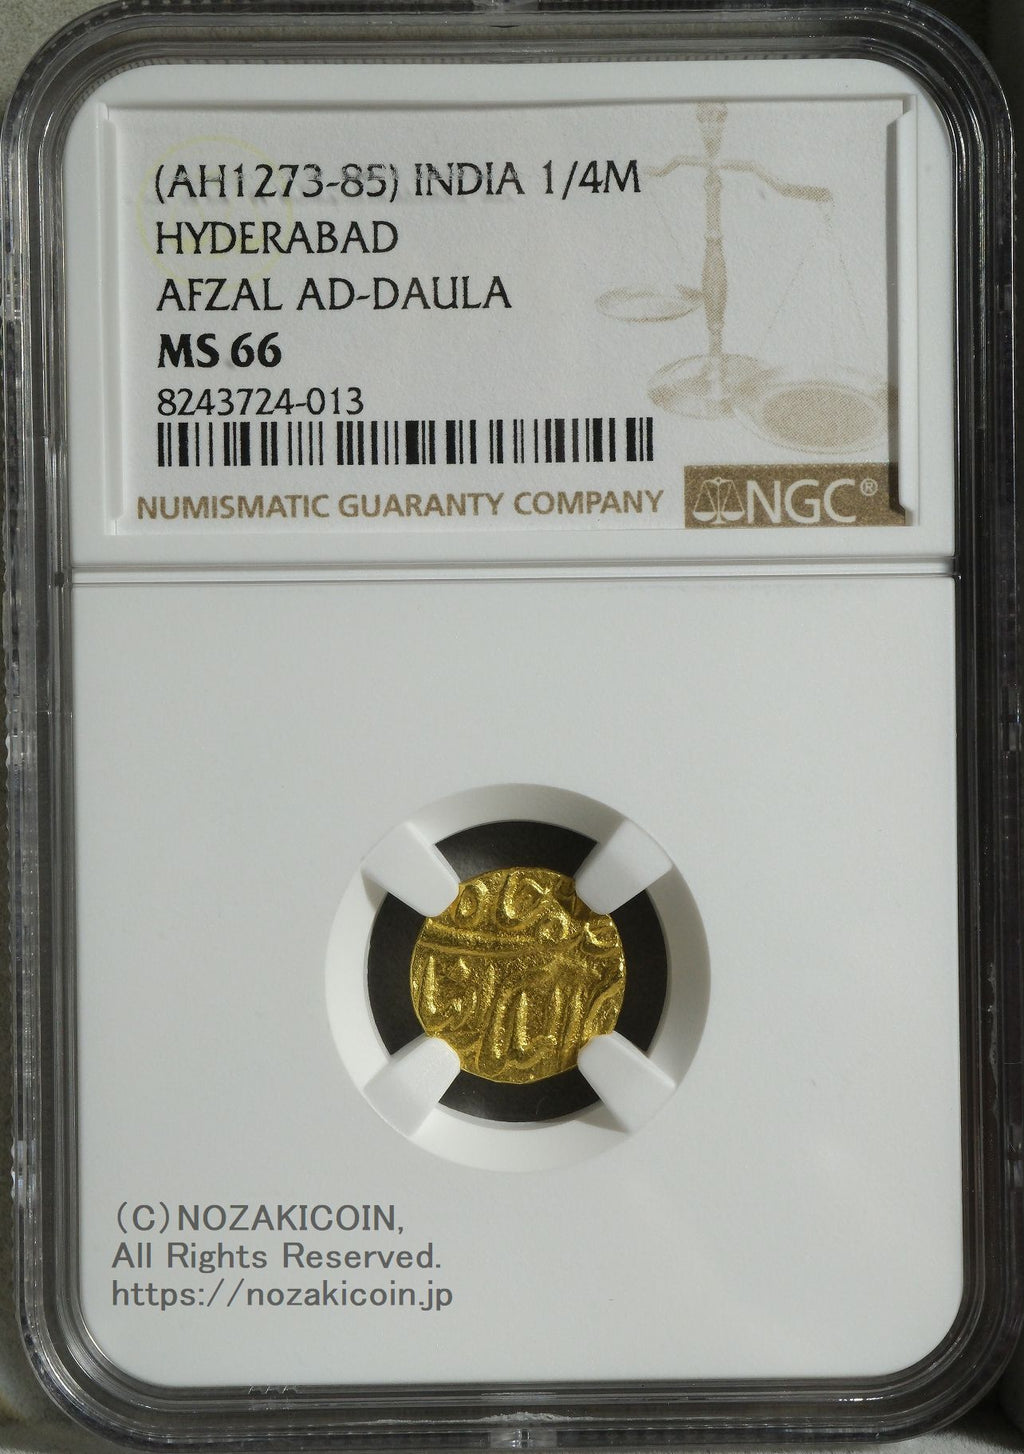 (AH1273-85) INDIA 1/4M
HYDERABAD
AFZAL AD-DAULA
MS 66
8243724-013
NUMISMATIC GUARANTY COMPANY
NGC®
(C)NOZAKICOIN,
All Rights Reserved.
https://nozakicoin.jp